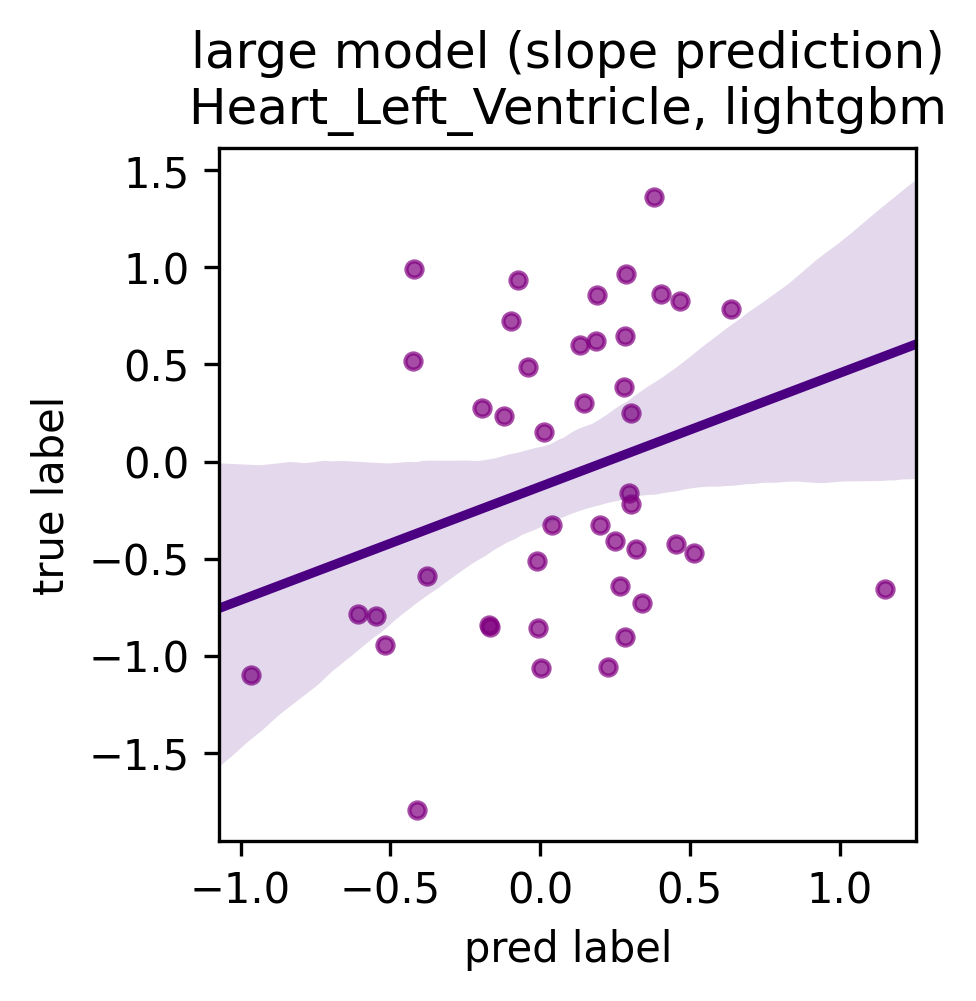 large model (slope prediction)
Heart_Left_Ventricle, lightgbm
1.5
1.0
0.5
0.0
−0.5
−1.0
−1.5
true label
−1.0 −0.5 0.0 0.5 1.0
pred label